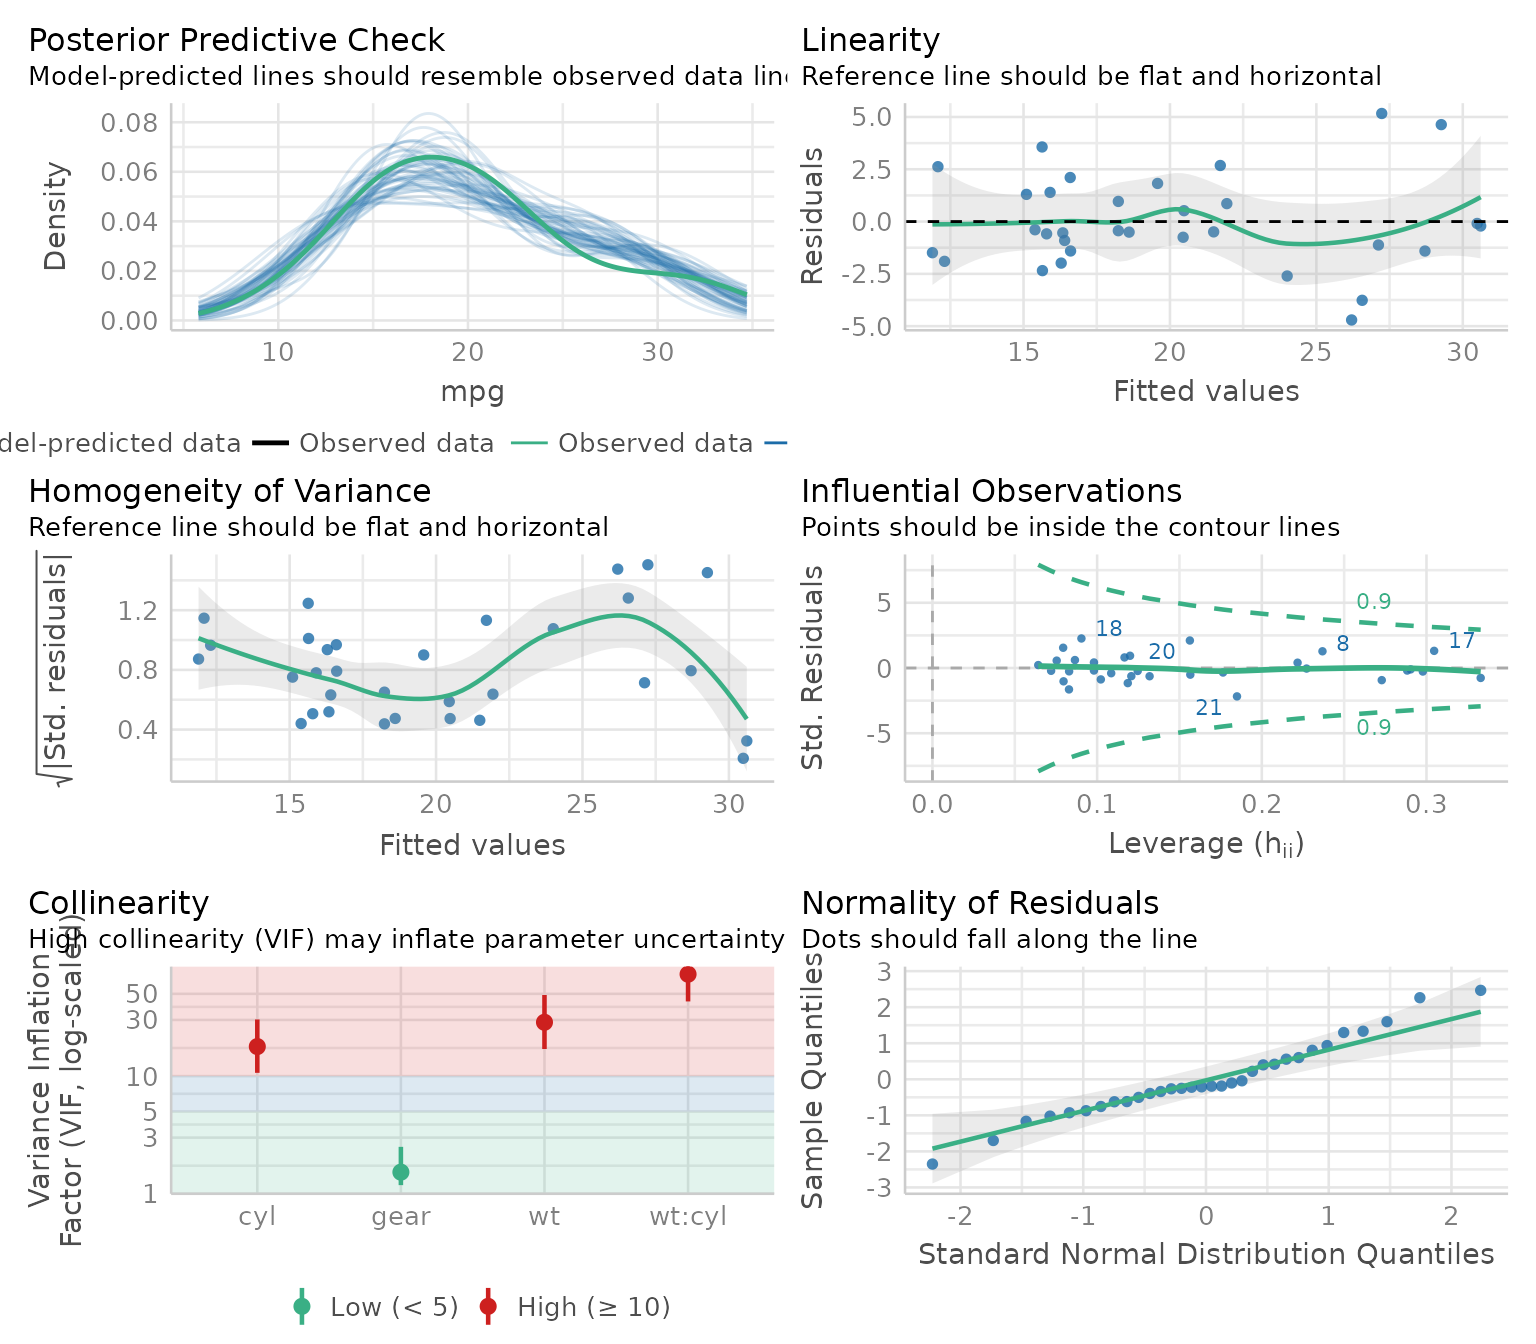 Posterior Predictive Check
Model-predicted lines should resemble observed data
Density
0.08
0.06
0.04
0.02
0.00
10 20 30
mpg
predicted data Observed data Observed data
Linearity
Reference line should be flat and horizontal
Residuals
5.0
2.5
0.0
-2.5
-5.0
15 20 25 30
Fitted values
Homogeneity of Variance
Reference line should be flat and horizontal
√|Std. residuals|
1.2
0.8
0.4
15 20 25 30
Fitted values
Influential Observations
Points should be inside the contour lines
Std. Residuals
5
0
-5
0.9
18
20
8
17
21
0.9
0.0 0.1 0.2 0.3
Leverage (hii)
Collinearity
High collinearity (VIF) may inflate parameter uncertainty
Variance Inflation
Factor (VIF, log-scaled)
50
30
10
5
3
1
cyl gear wt wt:cyl
Low (< 5) High (≥ 10)
Normality of Residuals
Dots should fall along the line
Sample Quantiles
3
2
1
0
-1
-2
-3
-2 -1 0 1 2
Standard Normal Distribution Quantiles